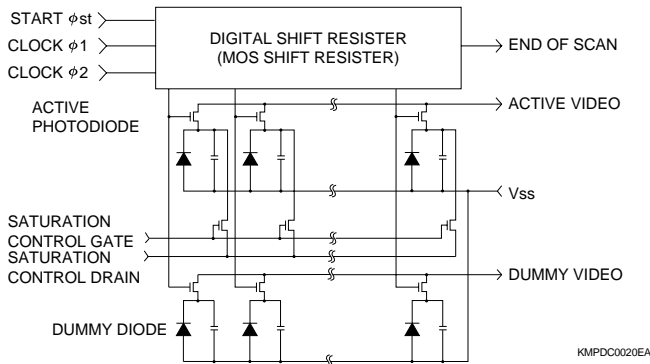 START φst
CLOCK φ1
CLOCK φ2
DIGITAL SHIFT RESISTER
(MOS SHIFT RESISTER)
END OF SCAN
ACTIVE
PHOTODIODE
ACTIVE VIDEO
Vss
SATURATION
CONTROL GATE
SATURATION
CONTROL DRAIN
DUMMY VIDEO
DUMMY DIODE
KMPDC0020EA